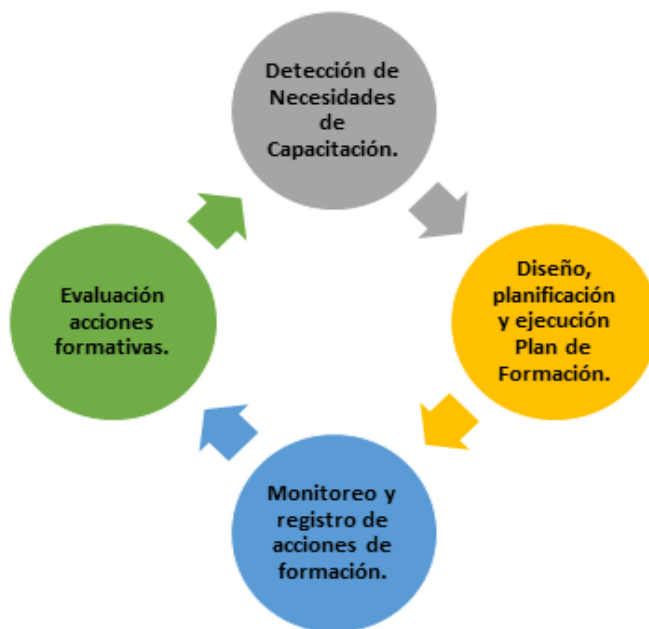 Detección de
Necesidades
de
Capacitación.
Diseño,
planificación
y ejecución
Plan de
Formación.
Monitoreo y
registro de
acciones de
formación.
Evaluación
acciones
formativas.